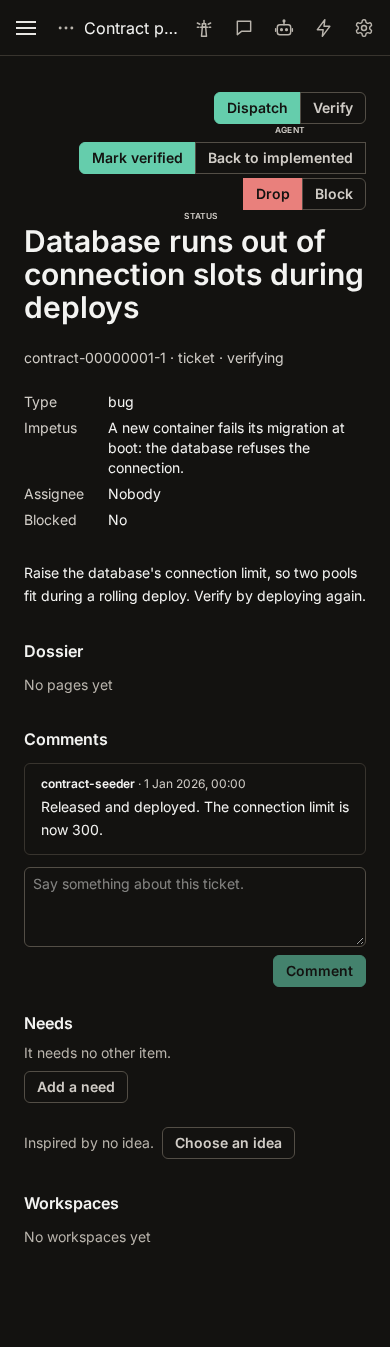 Contract p...
Dispatch Verify
AGENT
Mark verified Back to implemented
Drop Block
STATUS
Database runs out of
connection slots during
deploys
contract-00000001-1 · ticket · verifying
Type bug
Impetus A new container fails its migration at
boot: the database refuses the
connection.
Assignee Nobody
Blocked No
Raise the database's connection limit, so two pools
fit during a rolling deploy. Verify by deploying again.
Dossier
No pages yet
Comments
contract-seeder · 1 Jan 2026, 00:00
Released and deployed. The connection limit is
now 300.
Say something about this ticket.
Comment
Needs
It needs no other item.
Add a need
Inspired by no idea. Choose an idea
Workspaces
No workspaces yet